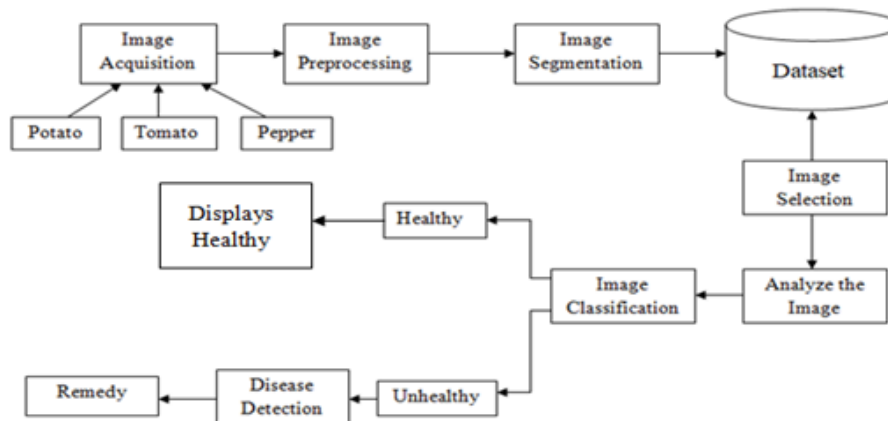 Image
Acquisition
Image
Preprocessing
Image
Segmentation
Dataset
Potato
Tomato
Pepper
Image
Selection
Displays
Healthy
Healthy
Image
Classification
Analyze the
Image
Remedy
Disease
Detection
Unhealthy